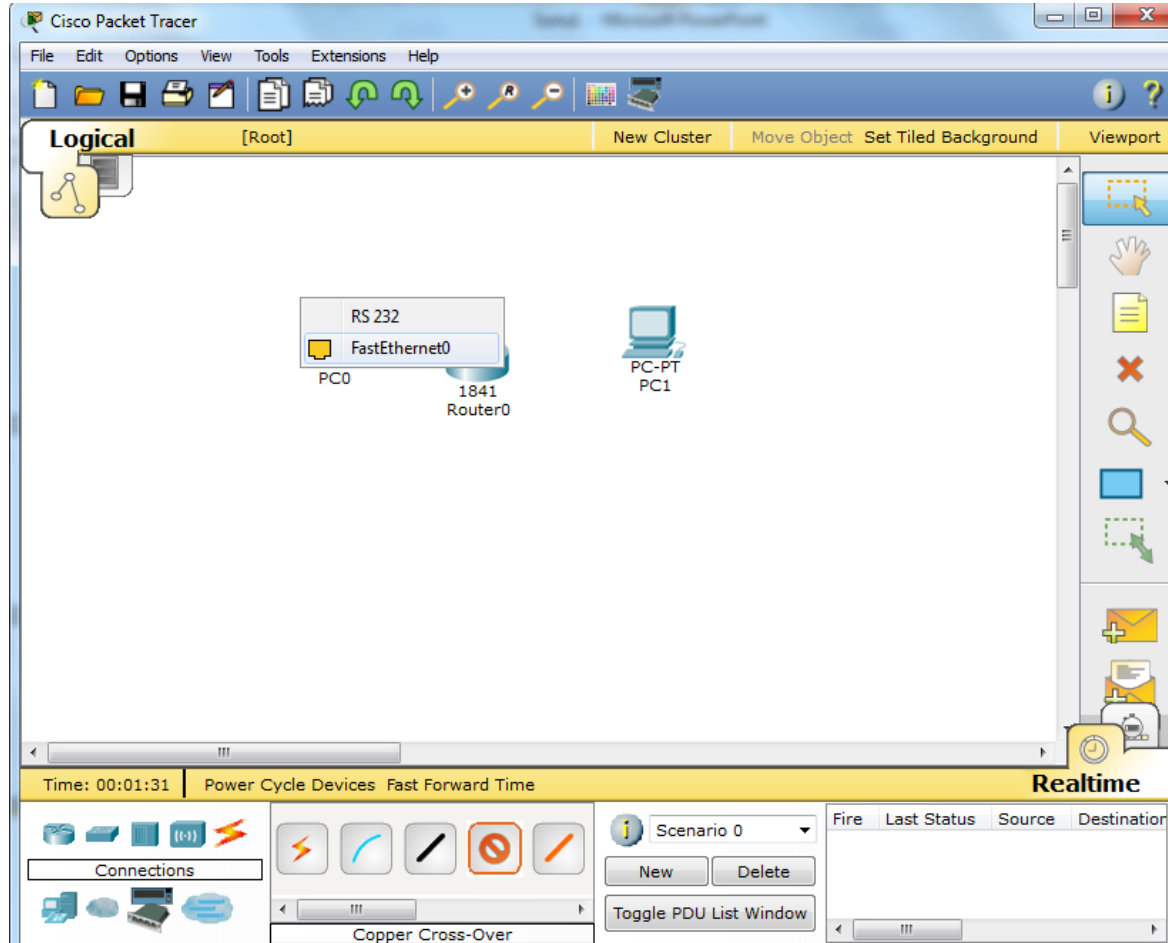 Cisco Packet Tracer
File Edit Options View Tools Extensions Help
Logical [Root] New Cluster Move Object Set Tiled Background Viewport
RS 232
FastEthernet0
PC0
1841
Router0
PC-PT
PC1
Time: 00:01:31 Power Cycle Devices Fast Forward Time Realtime
Connections
Copper Cross-Over
Scenario 0
New Delete
Toggle PDU List Window
Fire Last Status Source Destination